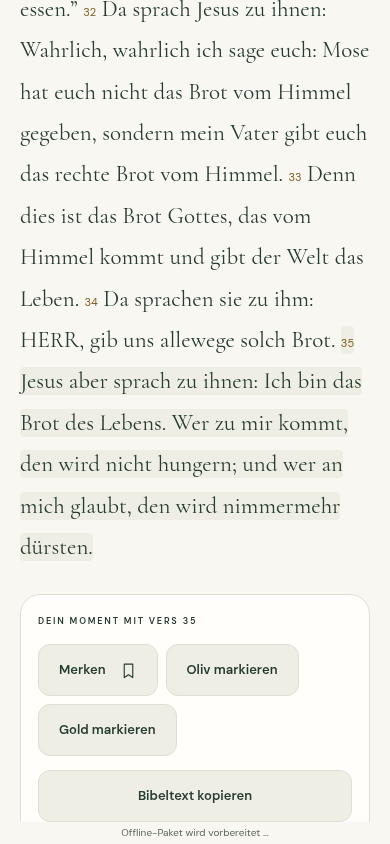 essen.” 32 Da sprach Jesus zu ihnen:
Wahrlich, wahrlich ich sage euch: Mose
hat euch nicht das Brot vom Himmel
gegeben, sondern mein Vater gibt euch
das rechte Brot vom Himmel. 33 Denn
dies ist das Brot Gottes, das vom
Himmel kommt und gibt der Welt das
Leben. 34 Da sprachen sie zu ihm:
HERR, gib uns allewege solch Brot. 35
Jesus aber sprach zu ihnen: Ich bin das
Brot des Lebens. Wer zu mir kommt,
den wird nicht hungern; und wer an
mich glaubt, den wird nimmermehr
dürsten.
DEIN MOMENT MIT VERS 35
Merken
Oliv markieren
Gold markieren
Bibeltext kopieren
Offline-Paket wird vorbereitet …